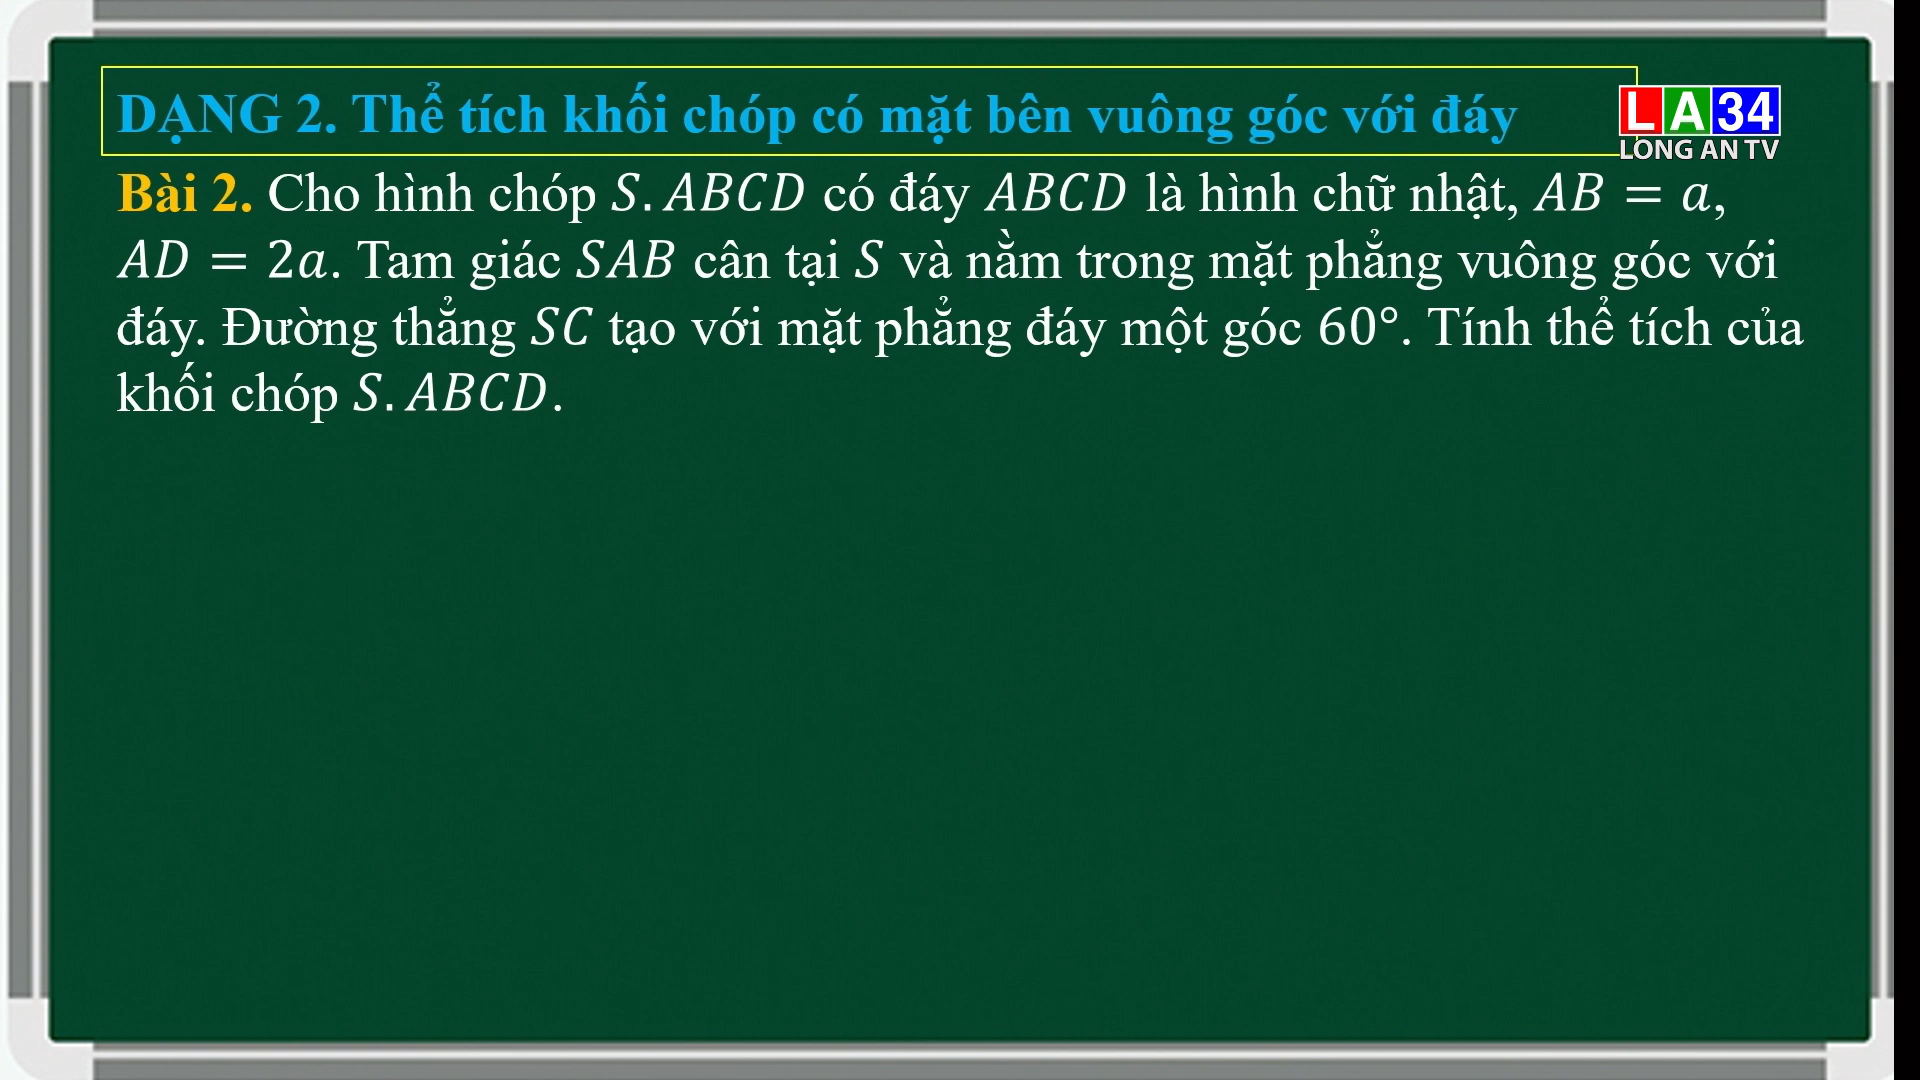 DẠNG 2. Thể tích khối chóp có mặt bên vuông góc với đáy
LA34
LONG AN TV
Bài 2. Cho hình chóp S.ABCD có đáy ABCD là hình chữ nhật, AB = a,
AD = 2a. Tam giác SAB cân tại S và nằm trong mặt phẳng vuông góc với
đáy. Đường thẳng SC tạo với mặt phẳng đáy một góc 60°. Tính thể tích của
khối chóp S.ABCD.